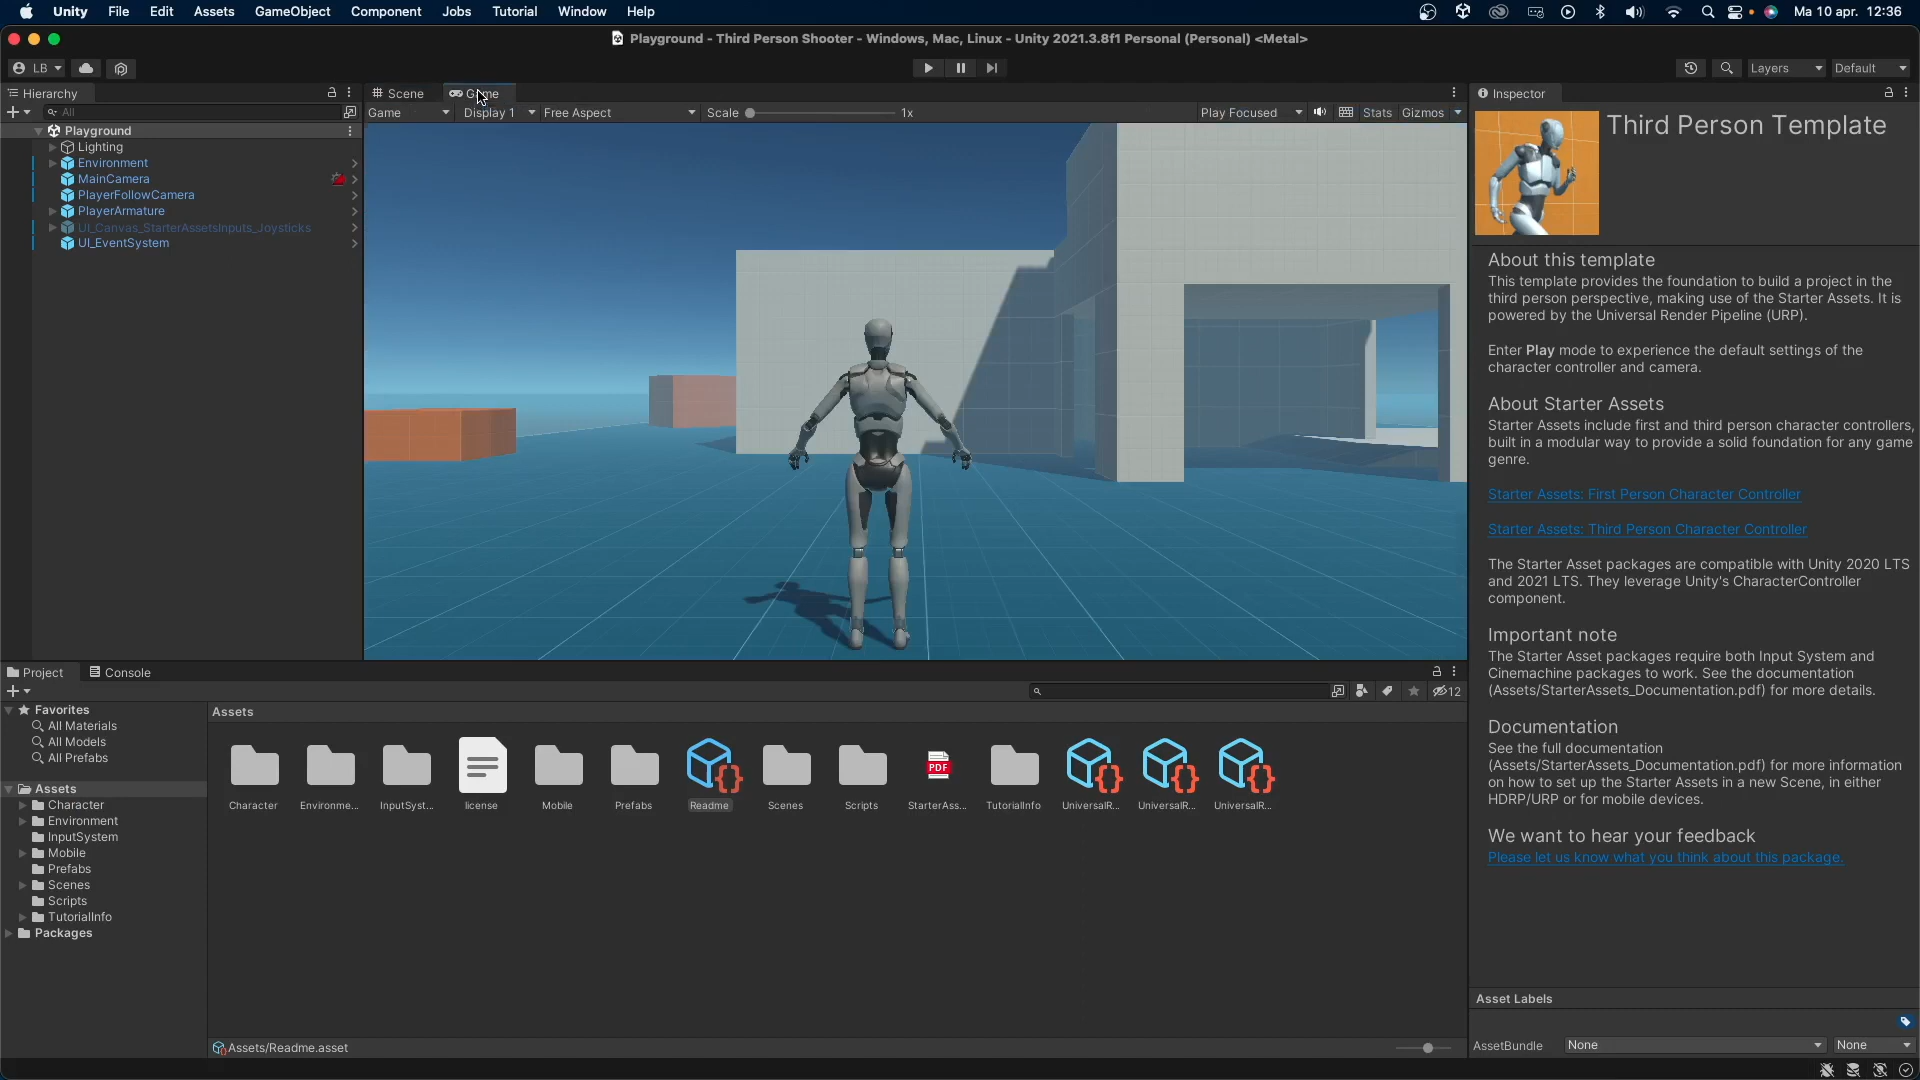 Unity File Edit Assets GameObject Component Jobs Tutorial Window Help Ma 10 apr. 12:36
Playground - Third Person Shooter - Windows, Mac, Linux - Unity 2021.3.8f1 Personal (Personal) <Metal>
LB Layers Default
Hierarchy
All
Playground
Lighting
Environment
MainCamera
PlayerFollowCamera
PlayerArmature
UI_Canvas_StarterAssetsInputs_Joysticks
UI_EventSystem
Scene Game
Game Display 1 Free Aspect Scale 1x Play Focused Stats Gizmos
Inspector
Third Person Template
About this template
This template provides the foundation to build a project in the
third person perspective, making use of the Starter Assets. It is
powered by the Universal Render Pipeline (URP).
Enter Play mode to experience the default settings of the
character controller and camera.
About Starter Assets
Starter Assets include first and third person character controllers,
built in a modular way to provide a solid foundation for any game
genre.
Starter Assets: First Person Character Controller
Starter Assets: Third Person Character Controller
The Starter Asset packages are compatible with Unity 2020 LTS
and 2021 LTS. They leverage Unity's CharacterController
component.
Important note
The Starter Asset packages require both Input System and
Cinemachine packages to work. See the documentation
(Assets/StarterAssets_Documentation.pdf) for more details.
Documentation
See the full documentation
(Assets/StarterAssets_Documentation.pdf) for more information
on how to set up the Starter Assets in a new Scene, in either
HDRP/URP or for mobile devices.
We want to hear your feedback
Please let us know what you think about this package.
Asset Labels
AssetBundle None None
Project Console
12
Favorites
All Materials
All Models
All Prefabs
Assets
Character
Environment
InputSystem
Mobile
Prefabs
Scenes
Scripts
TutorialInfo
Packages
Assets
PDF
Character Environme... InputSyst... license Mobile Prefabs Readme Scenes Scripts StarterAss... TutorialInfo UniversalR... UniversalR... UniversalR...
Assets/Readme.asset